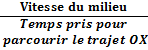 Vitesse du milieu
Temps pris pour
parcourir le trajet OX